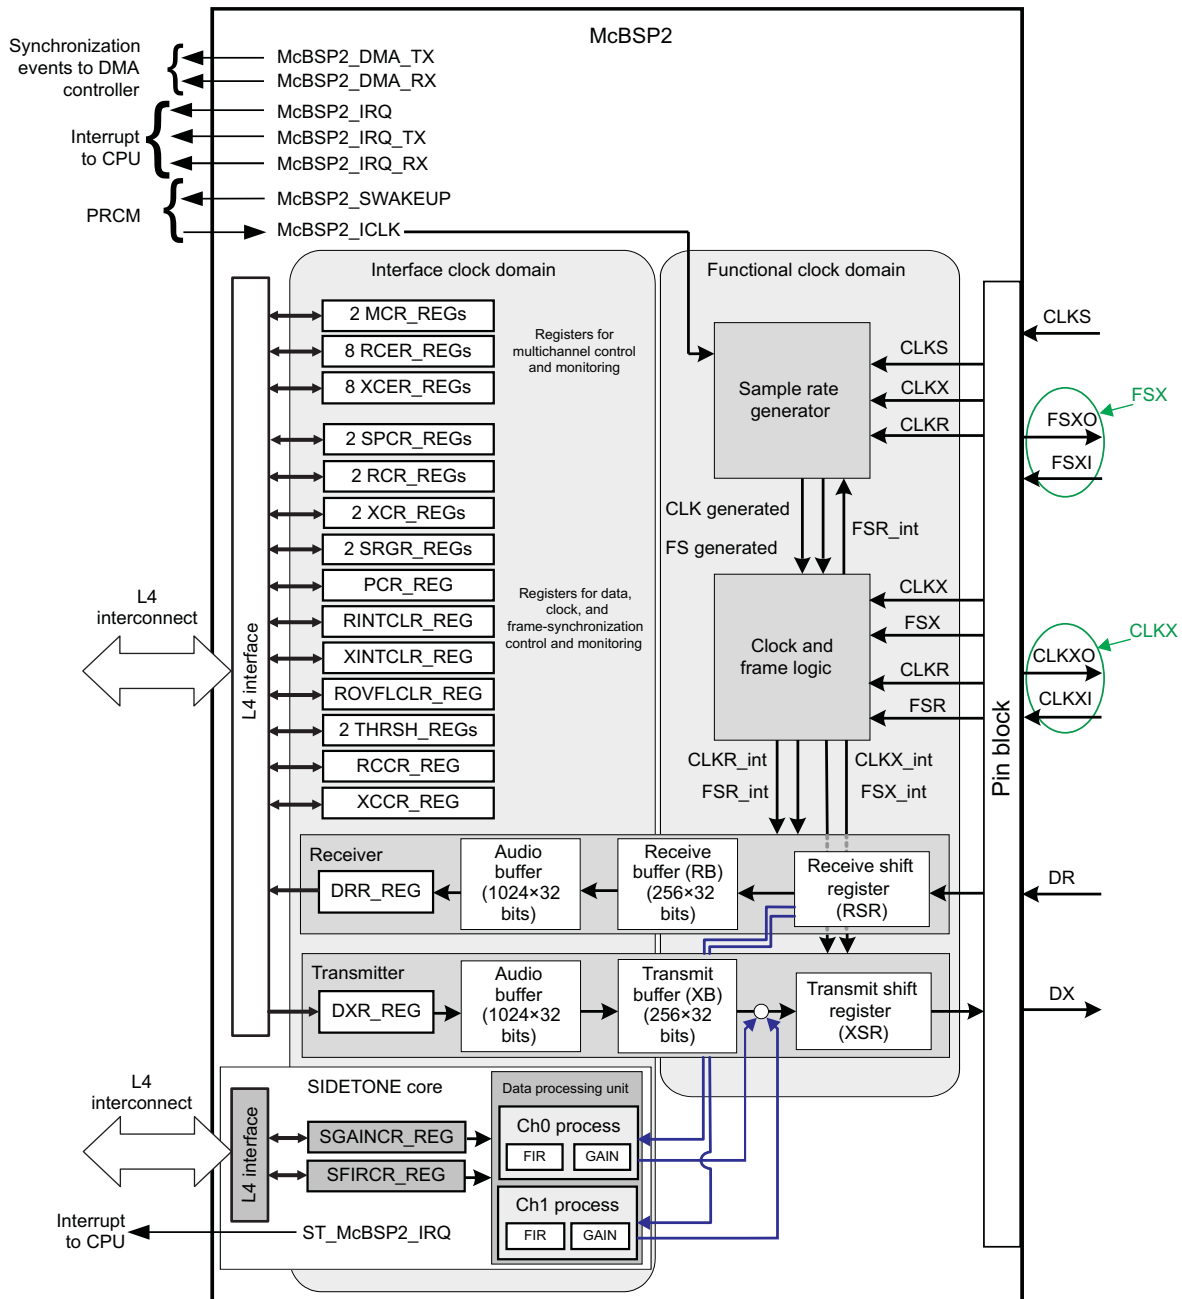 McBSP2
Synchronization
events to DMA
controller
McBSP2_DMA_TX
McBSP2_DMA_RX
Interrupt
to CPU
McBSP2_IRQ
McBSP2_IRQ_TX
McBSP2_IRQ_RX
PRCM
McBSP2_SWAKEUP
McBSP2_ICLK
Interface clock domain
Functional clock domain
2 MCR_REGs
8 RCER_REGs
8 XCER_REGs
Registers for
multichannel control
and monitoring
2 SPCR_REGs
2 RCR_REGs
2 XCR_REGs
2 SRGR_REGs
PCR_REG
RINTCLR_REG
XINTCLR_REG
ROVFLCLR_REG
2 THRSH_REGs
RCCR_REG
XCCR_REG
Registers for data,
clock, and
frame-synchronization
control and monitoring
L4
interconnect
L4 interface
Sample rate
generator
CLKS
CLKX
CLKR
CLK generated
FS generated
FSR_int
Clock and
frame logic
CLKX
FSX
CLKR
FSR
CLKR_int
FSR_int
CLKX_int
FSX_int
Pin block
CLKS
FSX
FSXO
FSXI
CLKX
CLKXO
CLKXI
DR
DX
Receiver
DRR_REG
Audio
buffer
(1024×32
bits)
Receive
buffer (RB)
(256×32
bits)
Receive shift
register
(RSR)
Transmitter
DXR_REG
Audio
buffer
(1024×32
bits)
Transmit
buffer (XB)
(256×32
bits)
Transmit shift
register
(XSR)
L4
interconnect
L4 interface
SIDETONE core
SGAINCR_REG
SFIRCR_REG
Data processing unit
Ch0 process
FIR
GAIN
Ch1 process
FIR
GAIN
Interrupt
to CPU
ST_McBSP2_IRQ